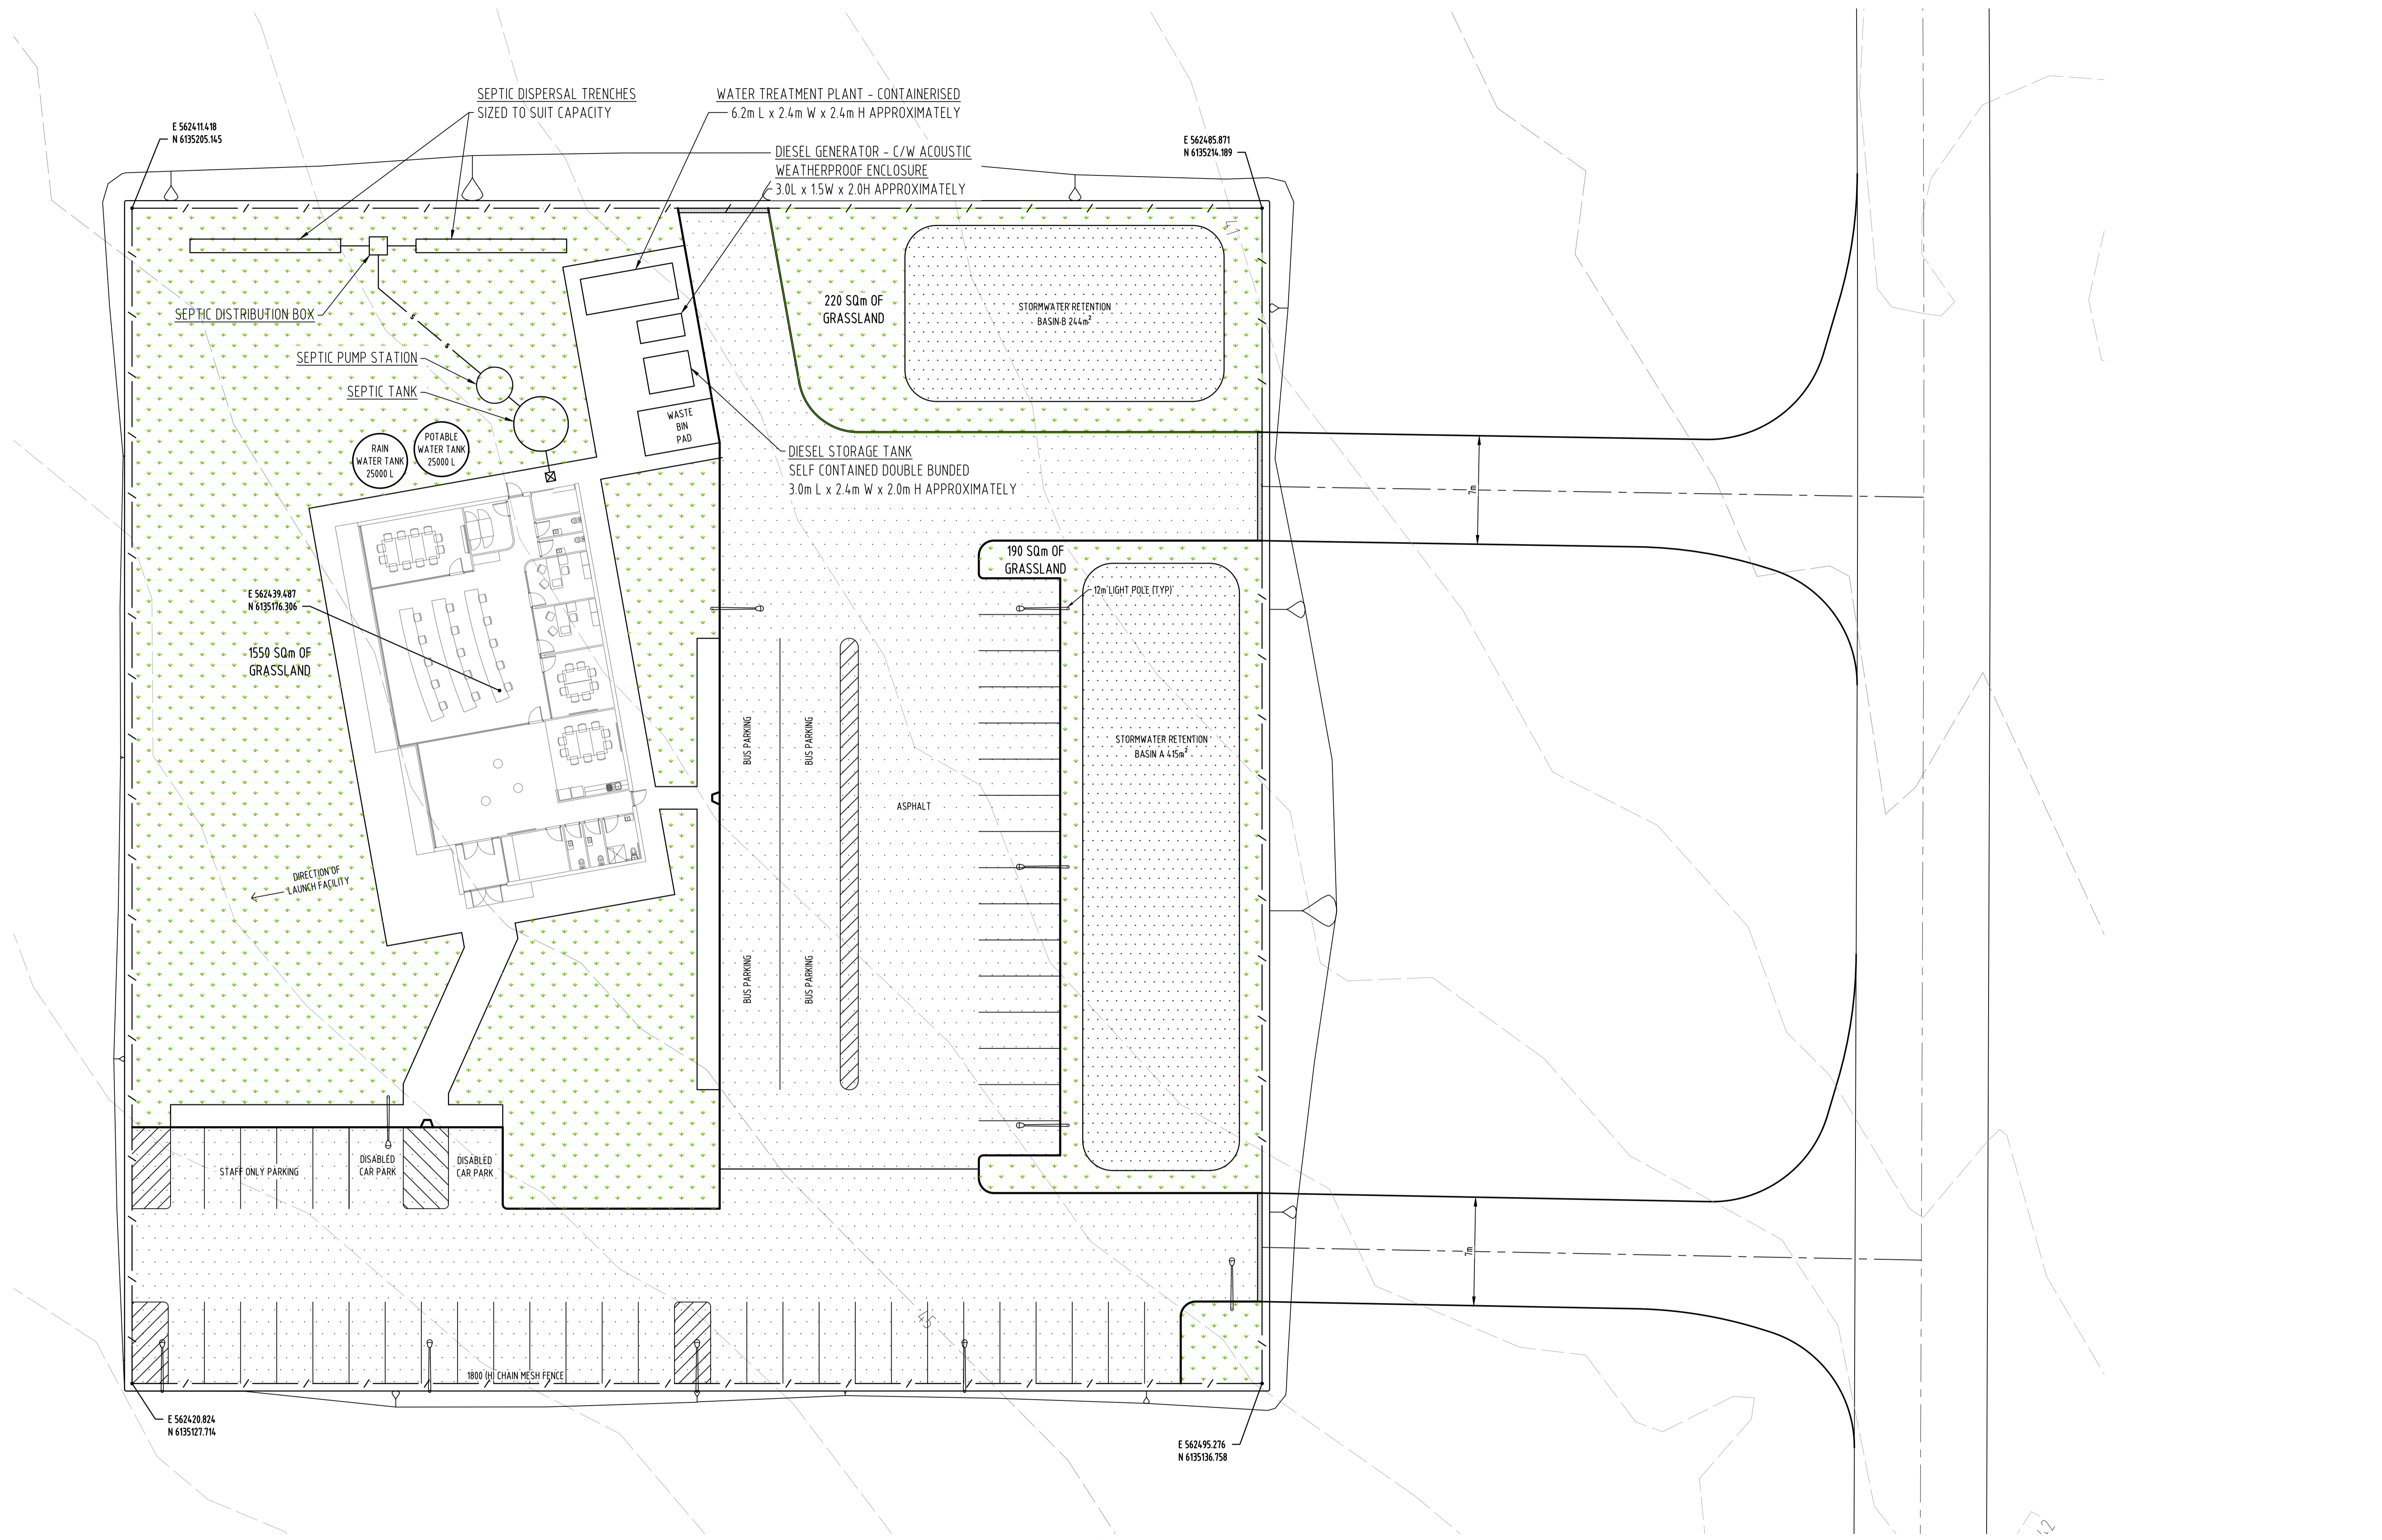 SEPTIC DISPERSAL TRENCHES
SIZED TO SUIT CAPACITY
WATER TREATMENT PLANT - CONTAINERISED
6.2m L x 2.4m W x 2.4m H APPROXIMATELY
E 562411.418
N 6135205.145
E 562485.871
N 6135214.189
DIESEL GENERATOR - C/W ACOUSTIC
WEATHERPROOF ENCLOSURE
3.0L x 1.5W x 2.0H APPROXIMATELY
SEPTIC DISTRIBUTION BOX
S
S
220 SQm OF
GRASSLAND
STORMWATER RETENTION
BASIN B 244m²
SEPTIC PUMP STATION
SEPTIC TANK
WASTE
BIN
PAD
RAIN
WATER TANK
25000 L
POTABLE
WATER TANK
25000 L
DIESEL STORAGE TANK
SELF CONTAINED DOUBLE BUNDED
3.0m L x 2.4m W x 2.0m H APPROXIMATELY
7m
190 SQm OF
GRASSLAND
12m LIGHT POLE (TYP)
E 562439.487
N 6135176.306
1550 SQm OF
GRASSLAND
BUS PARKING
BUS PARKING
STORMWATER RETENTION
BASIN A 415m²
ASPHALT
DIRECTION OF
LAUNCH FACILITY
BUS PARKING
BUS PARKING
STAFF ONLY PARKING
DISABLED
CAR PARK
DISABLED
CAR PARK
7m
45
1800 (H) CHAIN MESH FENCE
E 562420.824
N 6135127.714
E 562495.276
N 6135136.758
42